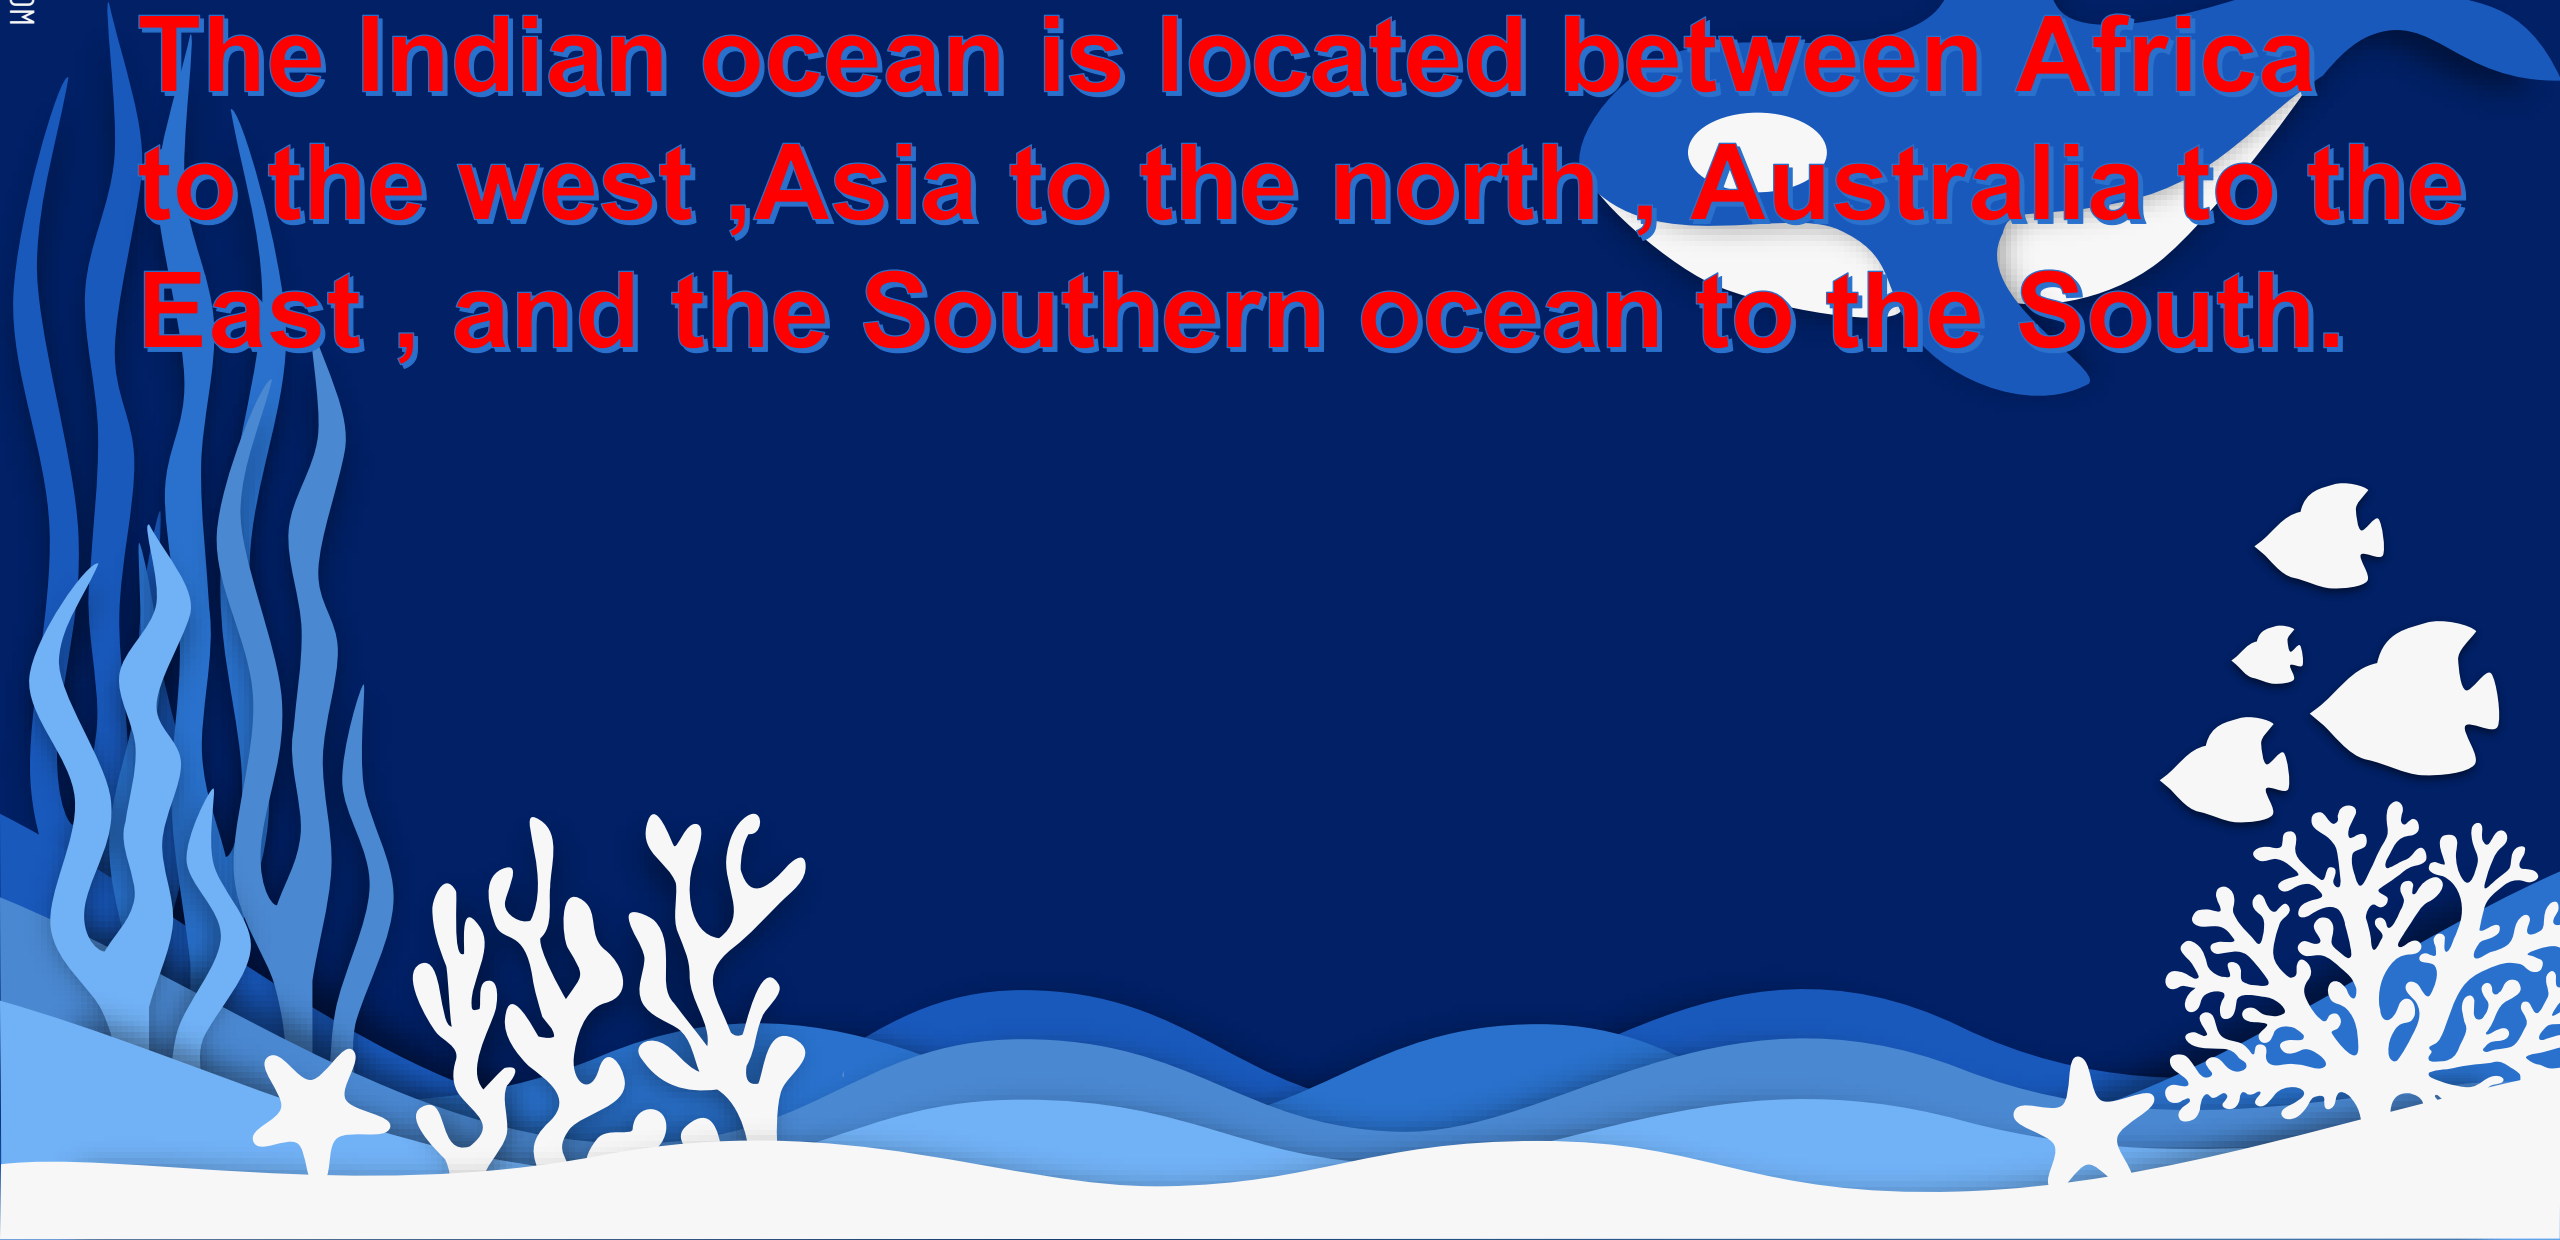 The Indian ocean is located between Africa
to the west ,Asia to the north , Australia to the
East , and the Southern ocean to the South.